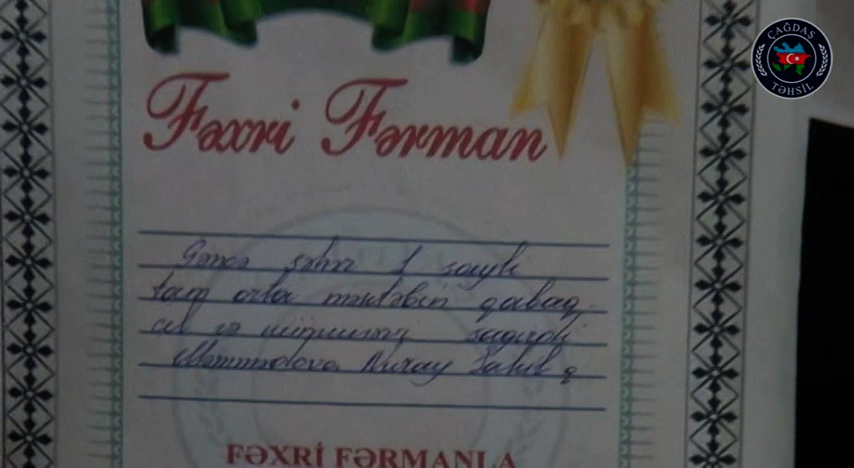 ÇAĞDAŞ
TƏHSİL
Fəxri Fərman
Gəncə şəhər 1 saylı
tam orta məktəbin qabaq-
cıl və nümunəvi şagirdi
Məmmədova Nuray
FƏXRİ FƏRMANLA